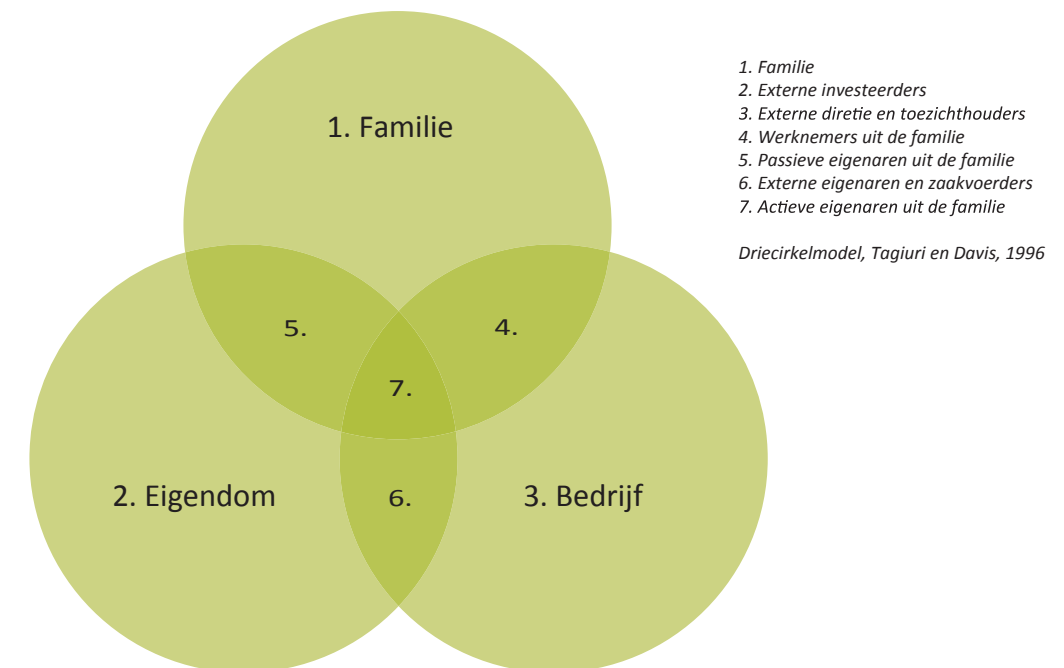 1. Familie
5.
4.
7.
2. Eigendom
6.
3. Bedrijf
1. Familie
2. Externe investeerders
3. Externe diretie en toezichthouders
4. Werknemers uit de familie
5. Passieve eigenaren uit de familie
6. Externe eigenaren en zaakvoerders
7. Actieve eigenaren uit de familie
Driecirkelmodel, Tagiuri en Davis, 1996